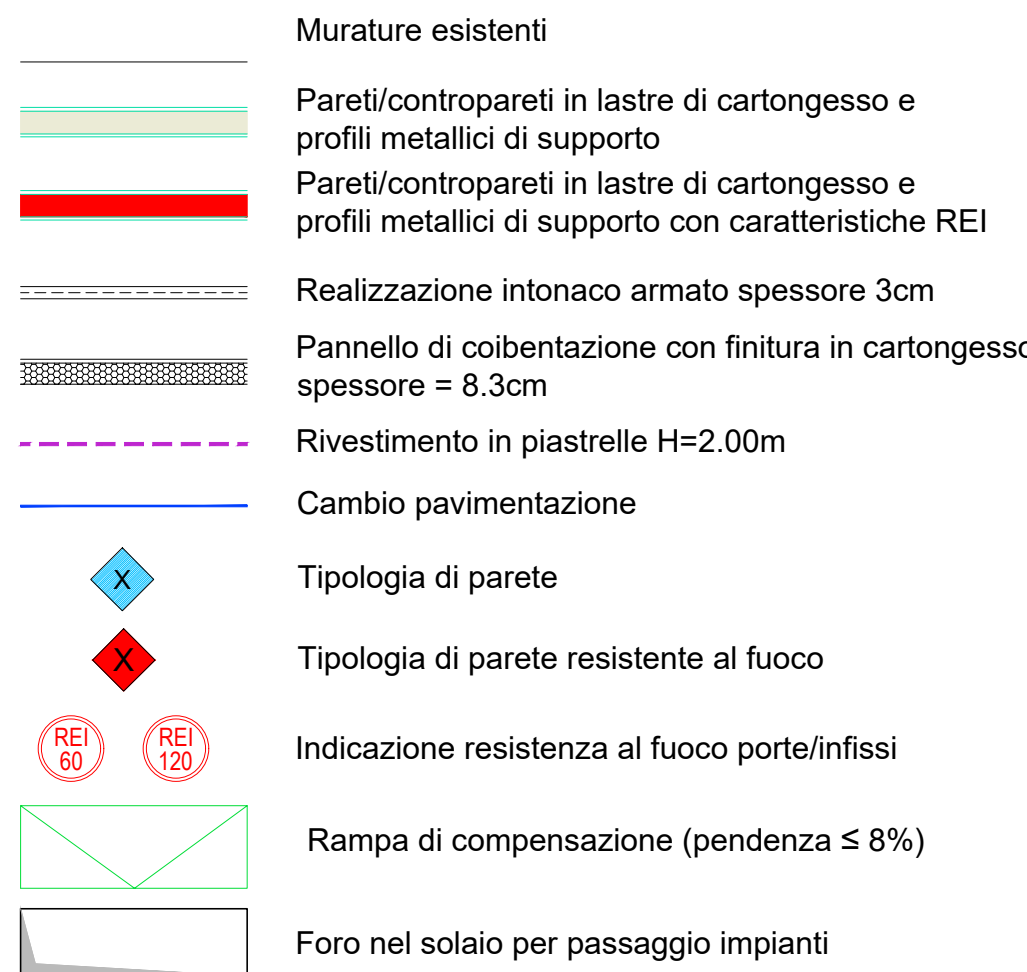 Murature esistenti
Pareti/contropareti in lastre di cartongesso e
profili metallici di supporto
Pareti/contropareti in lastre di cartongesso e
profili metallici di supporto con caratteristiche REI
Realizzazione intonaco armato spessore 3cm
Pannello di coibentazione con finitura in cartongesso
spessore = 8.3cm
Rivestimento in piastrelle H=2.00m
Cambio pavimentazione
X
Tipologia di parete
X
Tipologia di parete resistente al fuoco
REI
60
REI
120
Indicazione resistenza al fuoco porte/infissi
Rampa di compensazione (pendenza ≤ 8%)
Foro nel solaio per passaggio impianti